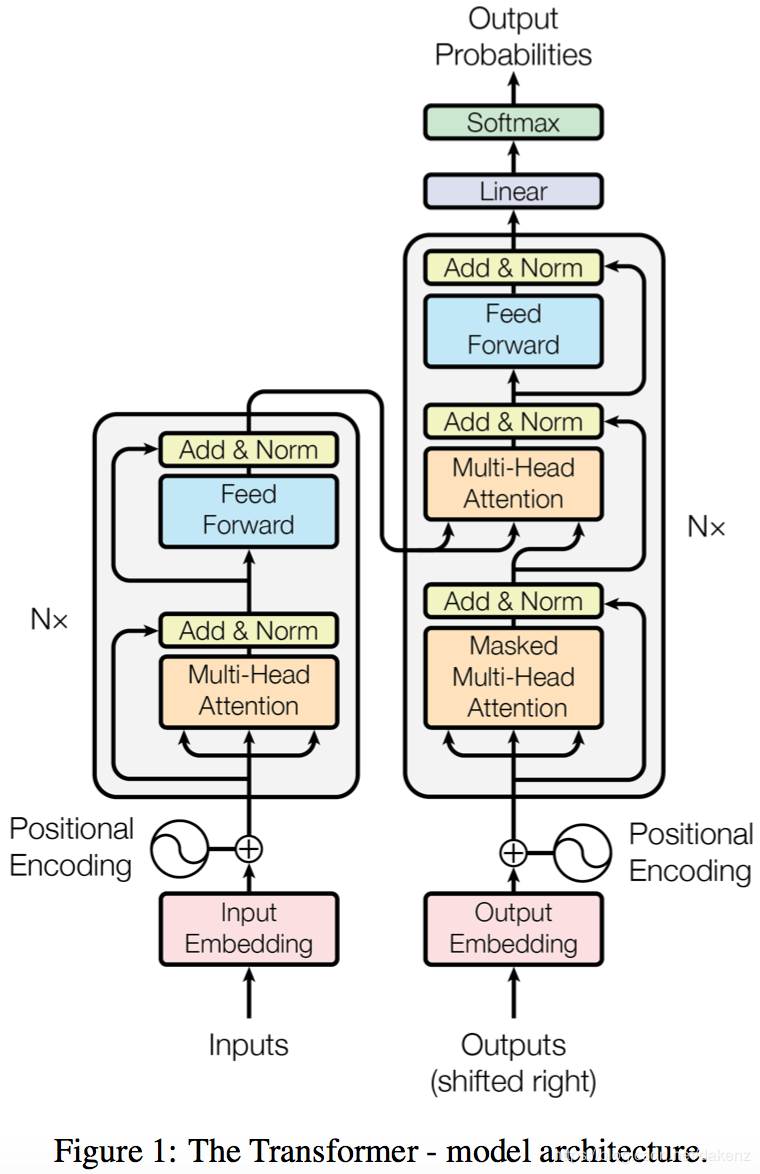 Output
Probabilities
Softmax
Linear
Add & Norm
Feed
Forward
Add & Norm
Multi-Head
Attention
Add & Norm
Masked
Multi-Head
Attention
Nx
Positional
Encoding
Output
Embedding
Outputs
(shifted right)
Add & Norm
Feed
Forward
Add & Norm
Multi-Head
Attention
Nx
Positional
Encoding
Input
Embedding
Inputs
Figure 1: The Transformer - model architecture.